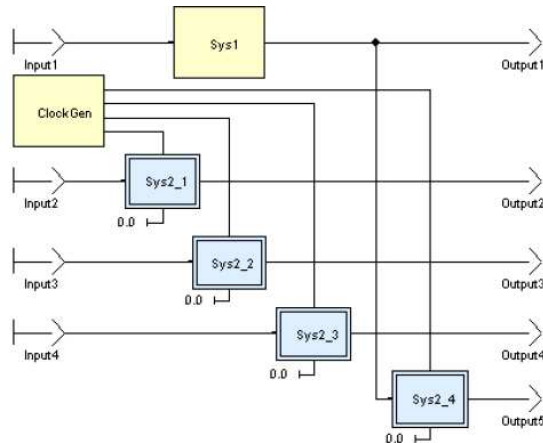 Sys1
Input1
Output1
ClockGen
Sys2_1
Input2
Output2
0.0
Sys2_2
Input3
Output3
0.0
Sys2_3
Input4
Output4
0.0
Sys2_4
Output5
0.0